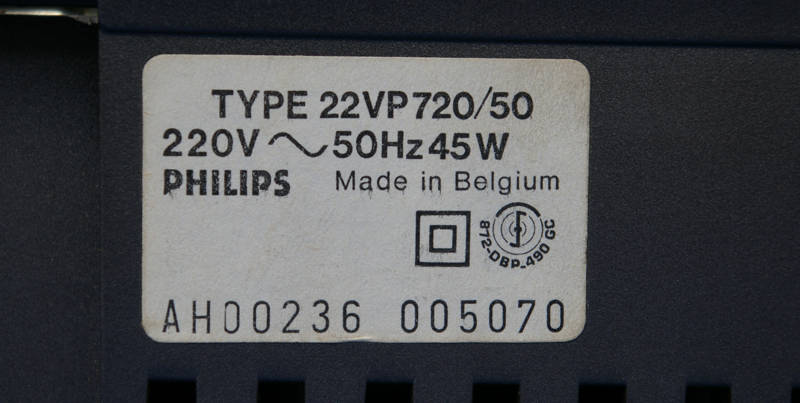 TYPE 22VP720/50
220V ~ 50Hz 45W
PHILIPS Made in Belgium
872-DBP-490 GC
AH00236 005070